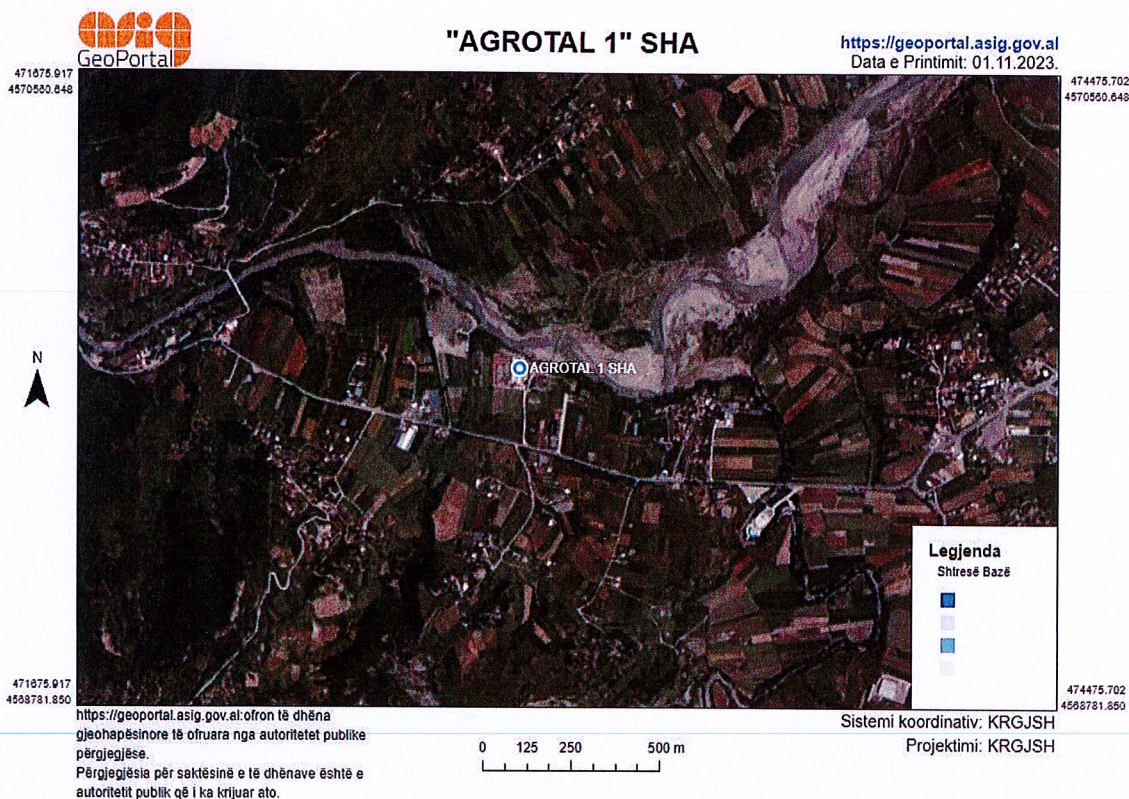 asig
GeoPortal
"AGROTAL 1" SHA
https://geoportal.asig.gov.al
Data e Printimit: 01.11.2023.
471675.917
4570560.648
474475.702
4570560.648
N
AGROTAL 1 SHA
Legjenda
Shtresë Bazë
471675.917
4568781.850
474475.702
4568781.850
https://geoportal.asig.gov.al:ofron të dhëna
gjeohapësinore të ofruara nga autoritetet publike
përgjegjëse.
Përgjegjësia për saktësinë e të dhënave është e
autoritetit publik që i ka krijuar ato.
0 125 250 500 m
Sistemi koordinativ: KRGJSH
Projektimi: KRGJSH